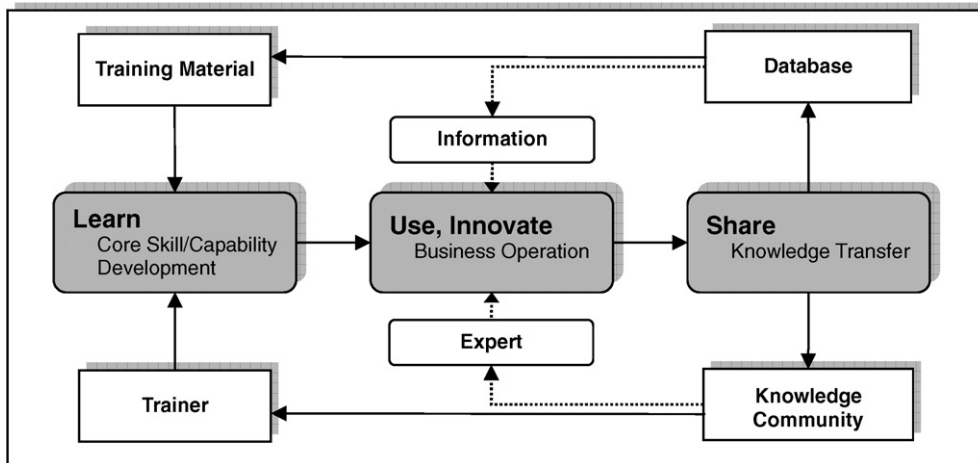 Training Material
Database
Information
Learn
Core Skill/Capability
Development
Use, Innovate
Business Operation
Share
Knowledge Transfer
Expert
Trainer
Knowledge
Community